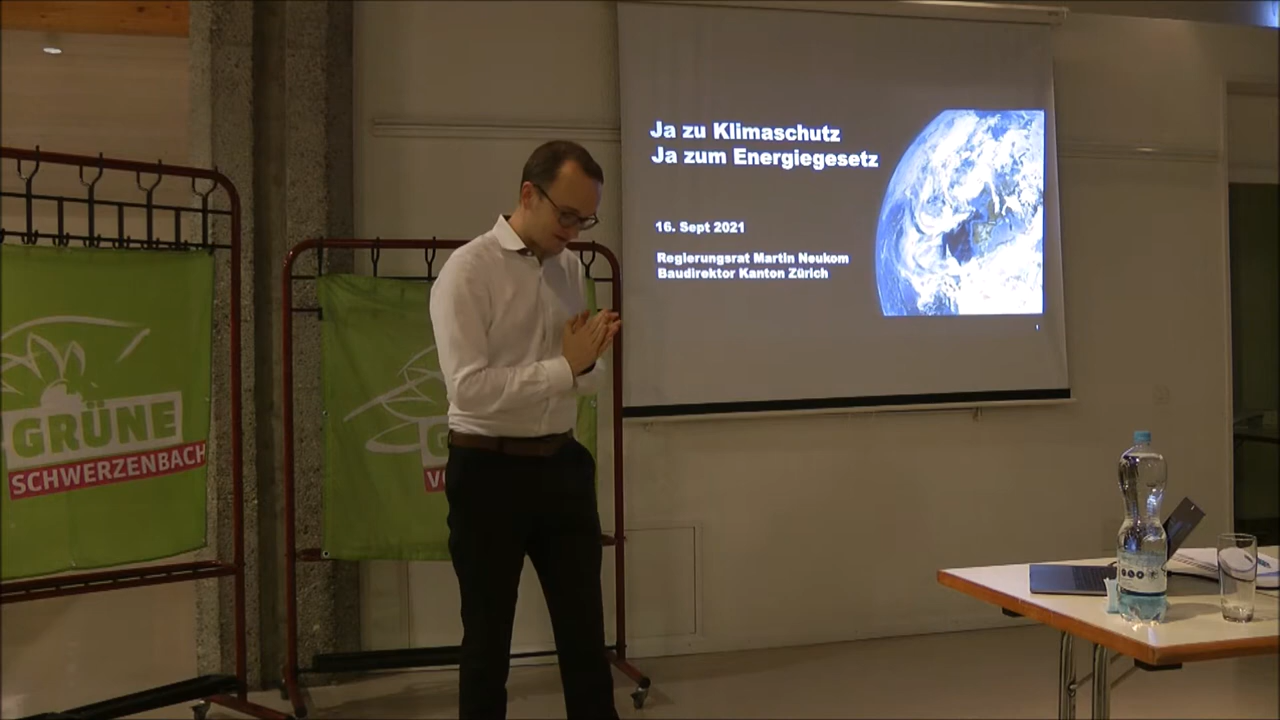 GRÜNE
SCHWERZENBACH
Ja zu Klimaschutz
Ja zum Energiegesetz
16. Sept 2021
Regierungsrat Martin Neukom
Baudirektor Kanton Zürich